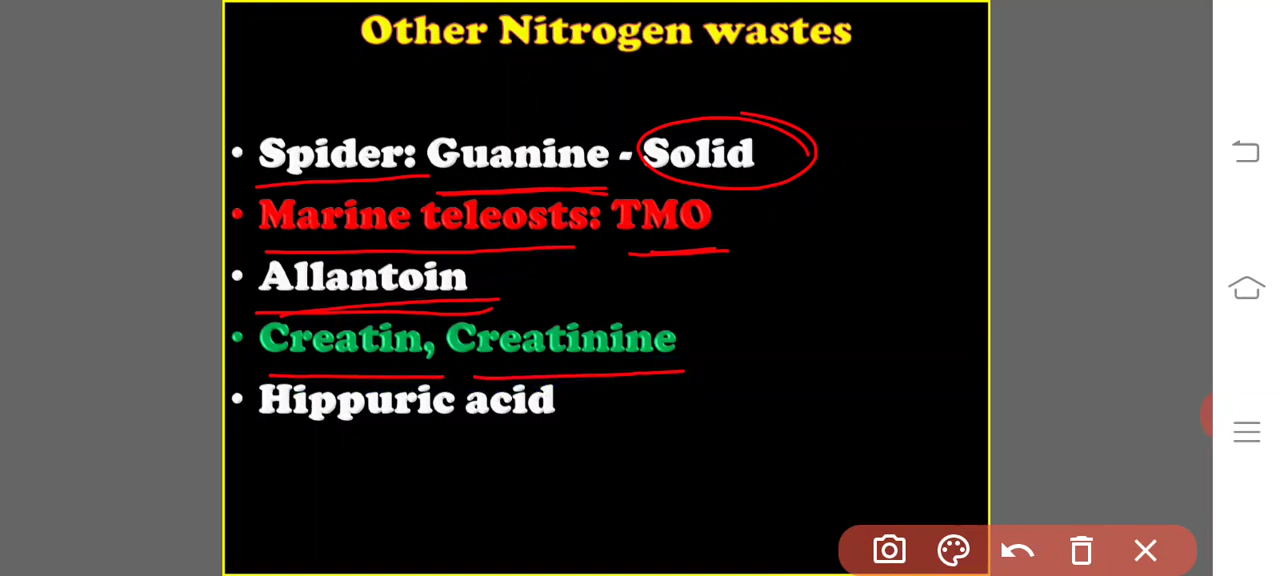 Other Nitrogen wastes
• Spider: Guanine - Solid
• Marine teleosts: TMO
• Allantoin
• Creatin, Creatinine
• Hippuric acid